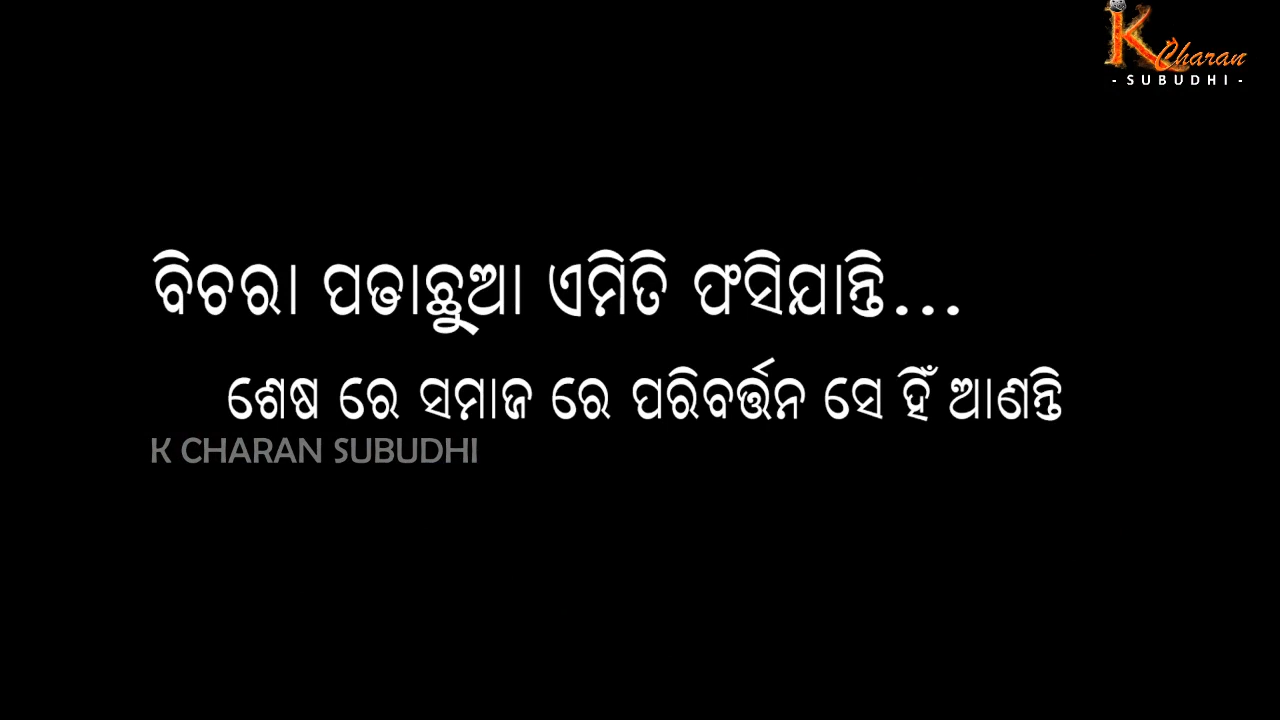 K Charan
- SUBUDHI -
ବିଚରା ପଢାଛୁଆ ଏମିତି ଫସିଯାନ୍ତି...
ଶେଷ ରେ ସମାଜ ରେ ପରିବର୍ତ୍ତନ ସେ ହିଁ ଆଣନ୍ତି
K CHARAN SUBUDHI